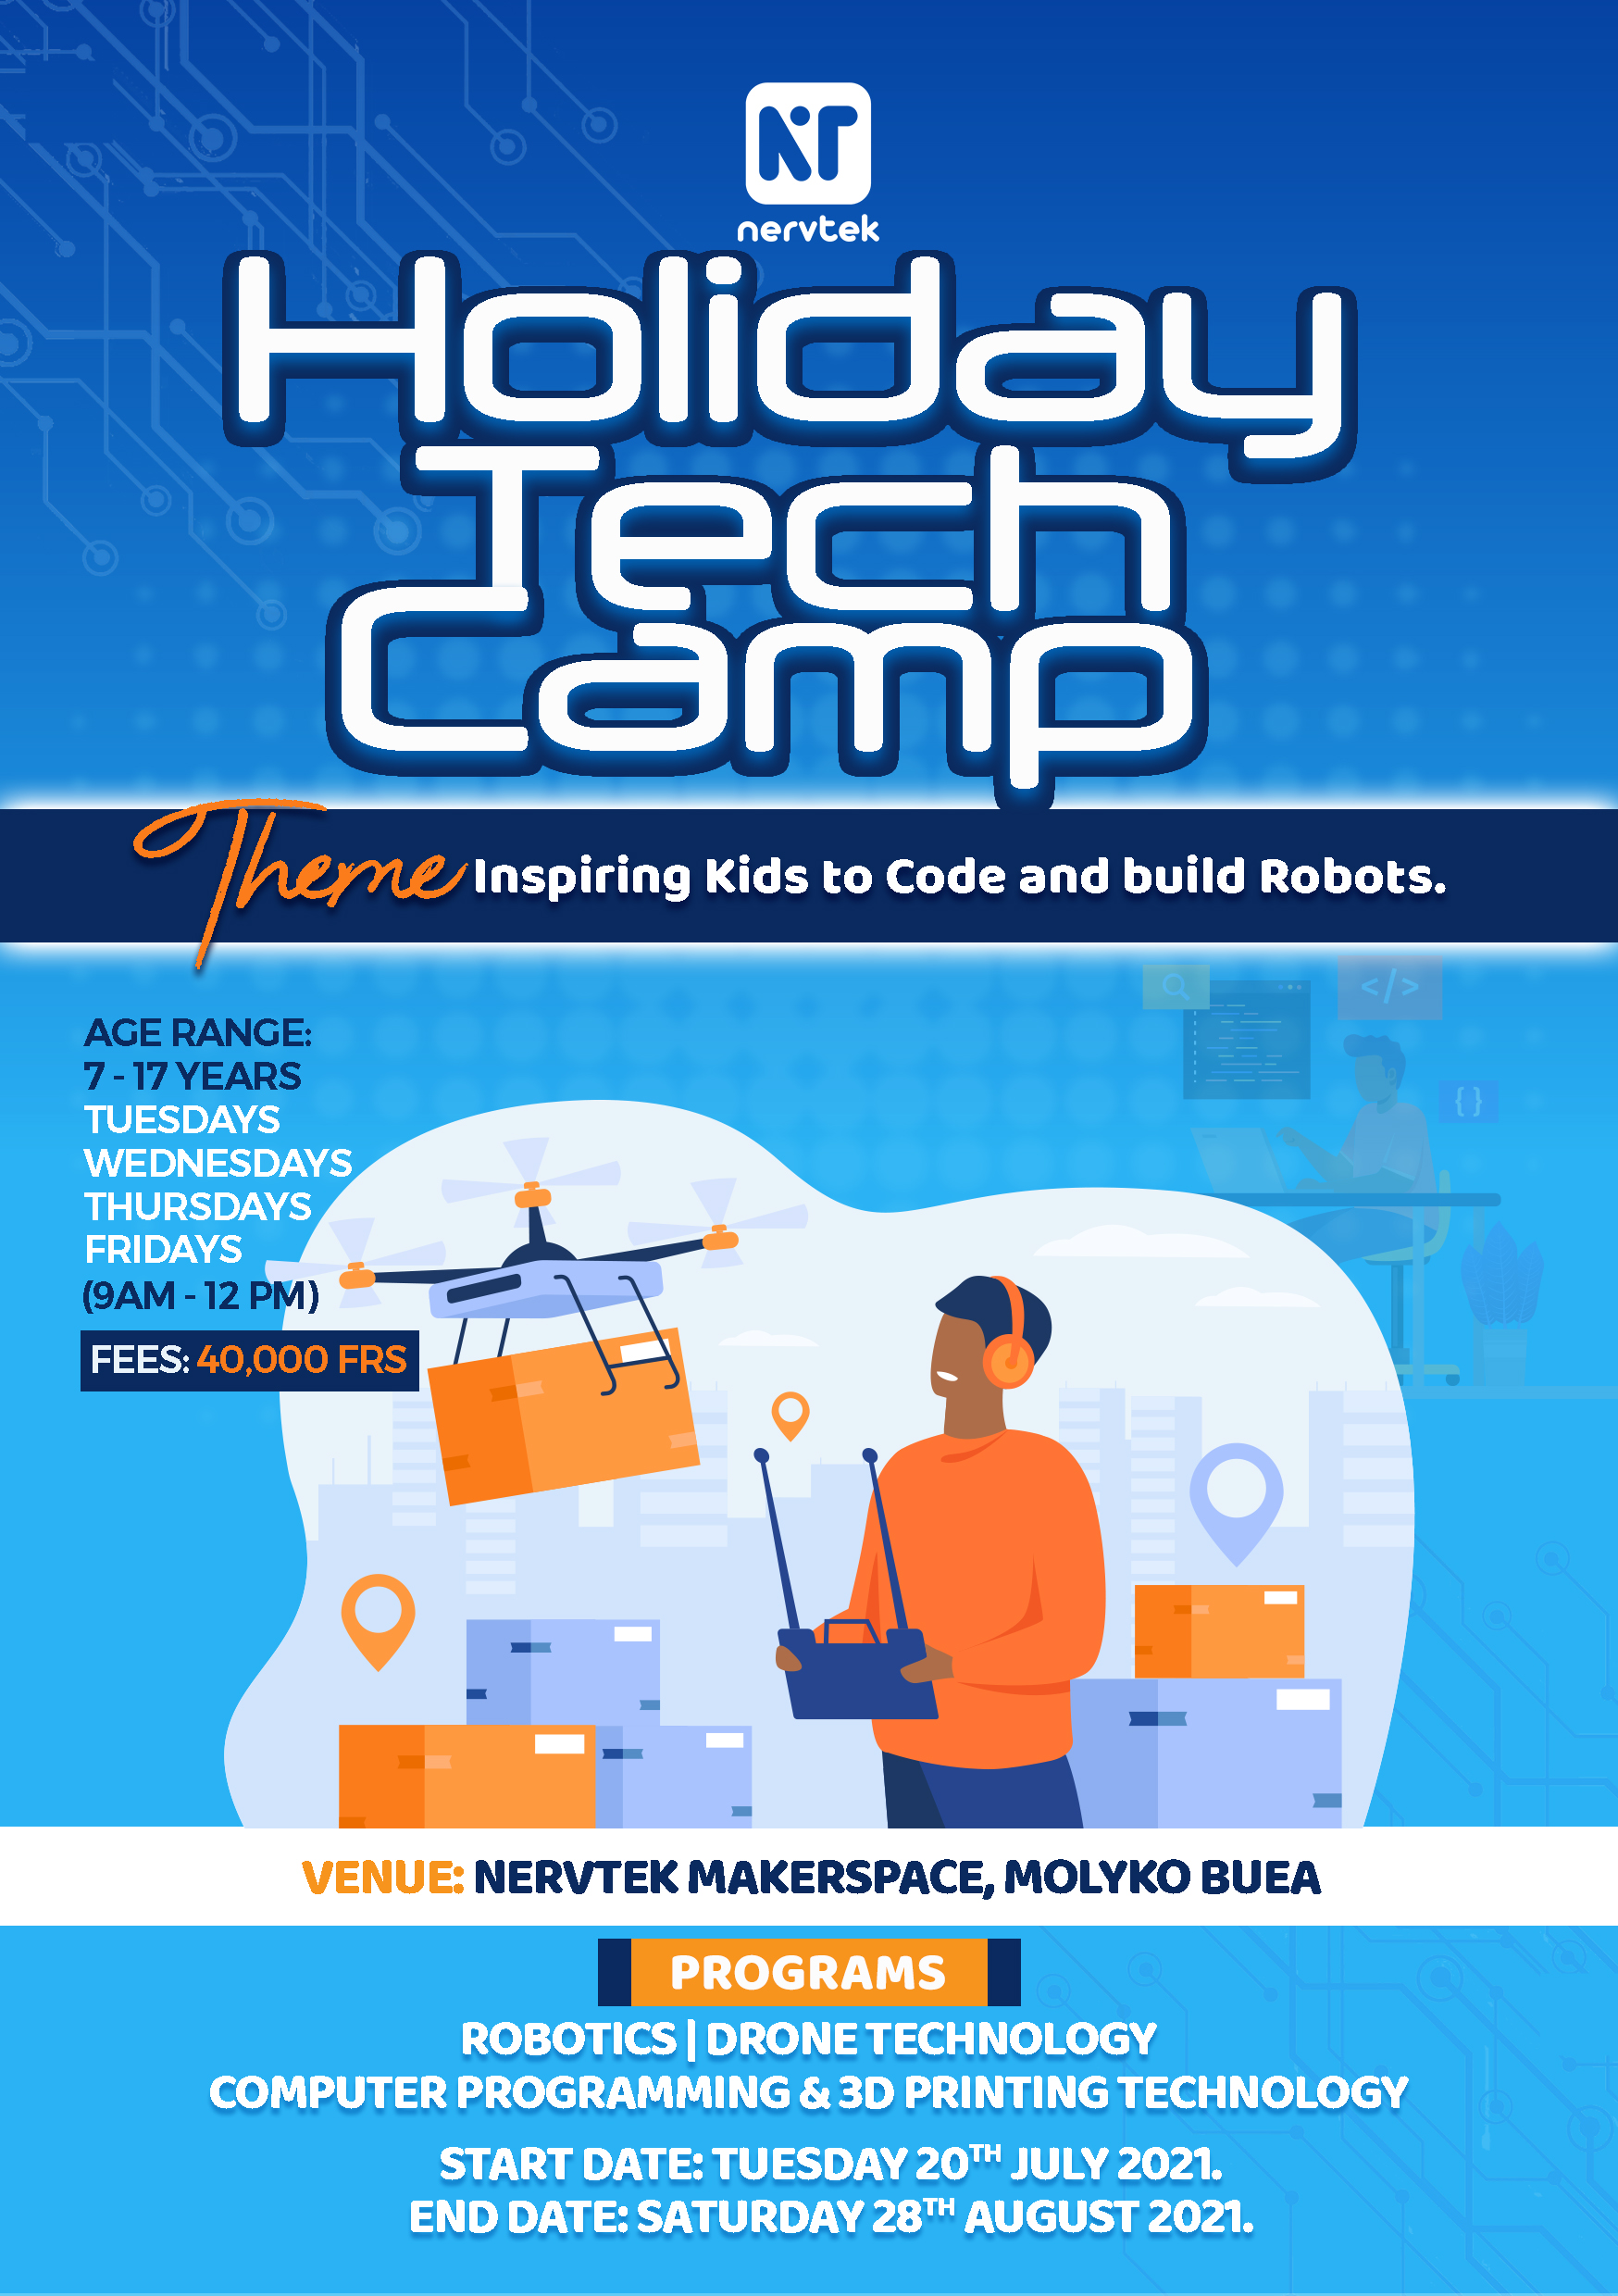 NT
nervtek
Holiday
Tech
Camp
Theme Inspiring Kids to Code and build Robots.
</>
{ }
AGE RANGE:
7 - 17 YEARS
TUESDAYS
WEDNESDAYS
THURSDAYS
FRIDAYS
(9AM - 12 PM)
FEES: 40,000 FRS
VENUE: NERVTEK MAKERSPACE, MOLYKO BUEA
PROGRAMS
ROBOTICS | DRONE TECHNOLOGY
COMPUTER PROGRAMMING & 3D PRINTING TECHNOLOGY
START DATE: TUESDAY 20TH JULY 2021.
END DATE: SATURDAY 28TH AUGUST 2021.